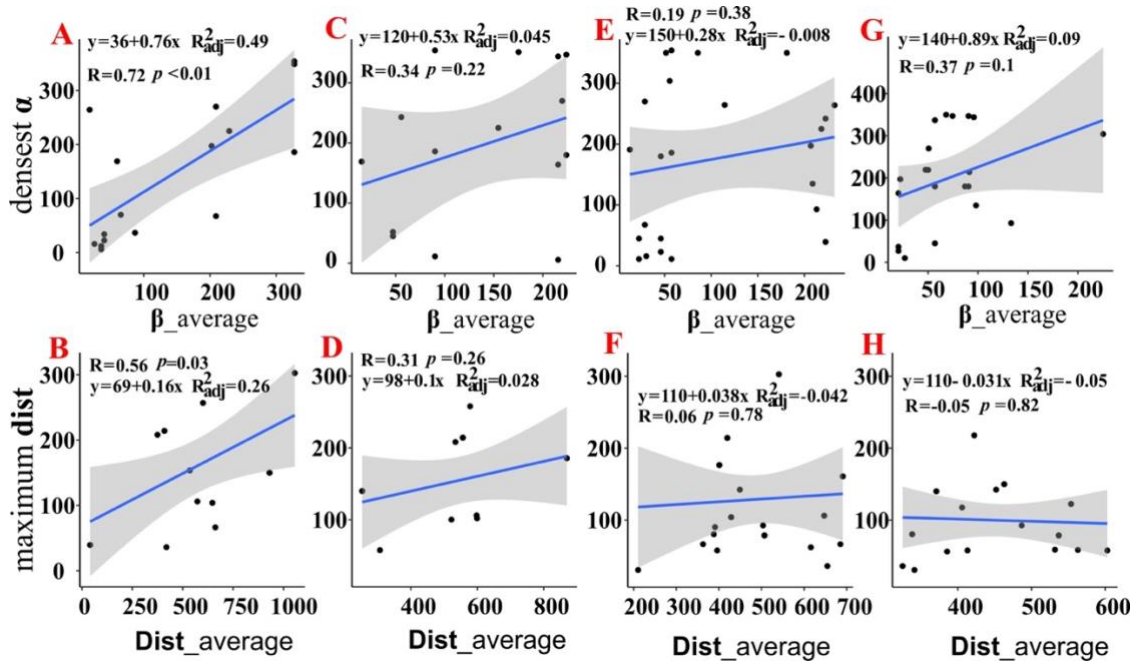 A
y=36+0.76x R²adj=0.49
R=0.72 p <0.01
densest α
300
200
100
0
100 200 300
β_average
C
y=120+0.53x R²adj=0.045
R=0.34 p=0.22
300
200
100
0
50 100 150 200
β_average
E
R=0.19 p=0.38
y=150+0.28x R²adj=-0.008
300
200
100
0
50 100 150 200
β_average
G
y=140+0.89x R²adj=0.09
R=0.37 p=0.1
400
300
200
100
0
50 100 150 200
β_average
B
R=0.56 p=0.03
y=69+0.16x R²adj=0.26
maximum dist
300
200
100
0
0 250 500 750 1000
Dist_average
D
R=0.31 p=0.26
y=98+0.1x R²adj=0.028
300
200
100
400 600 800
Dist_average
F
y=110+0.038x R²adj=-0.042
R=0.06 p=0.78
300
200
100
200 300 400 500 600 700
Dist_average
H
y=110-0.031x R²adj=-0.05
R=-0.05 p=0.82
300
200
100
400 500 600
Dist_average